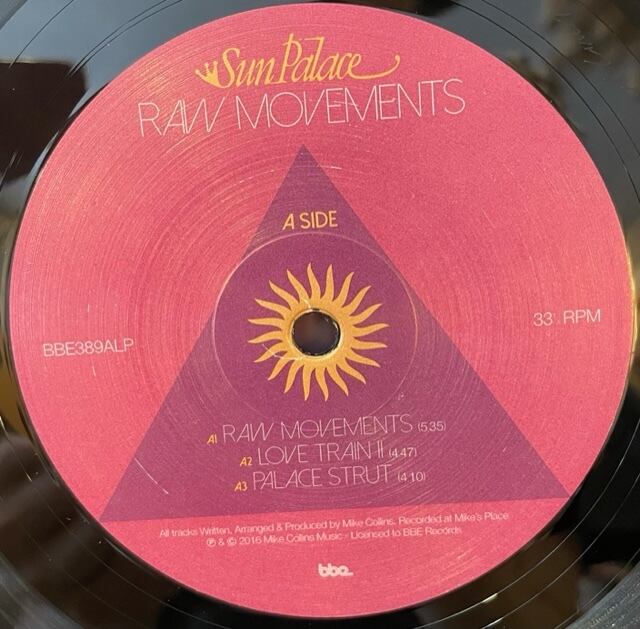 Sun Palace
RAW MOVEMENTS
A SIDE
BBE389ALP
33 RPM
A1 RAW MOVEMENTS (5.35)
A2 LOVE TRAIN II (4.47)
A3 PALACE STRUT (4.10)
All tracks Written, Arranged & Produced by Mike Collins. Recorded at Mike's Place
℗ & © 2016 Mike Collins Music - Licensed to BBE Records
bbe